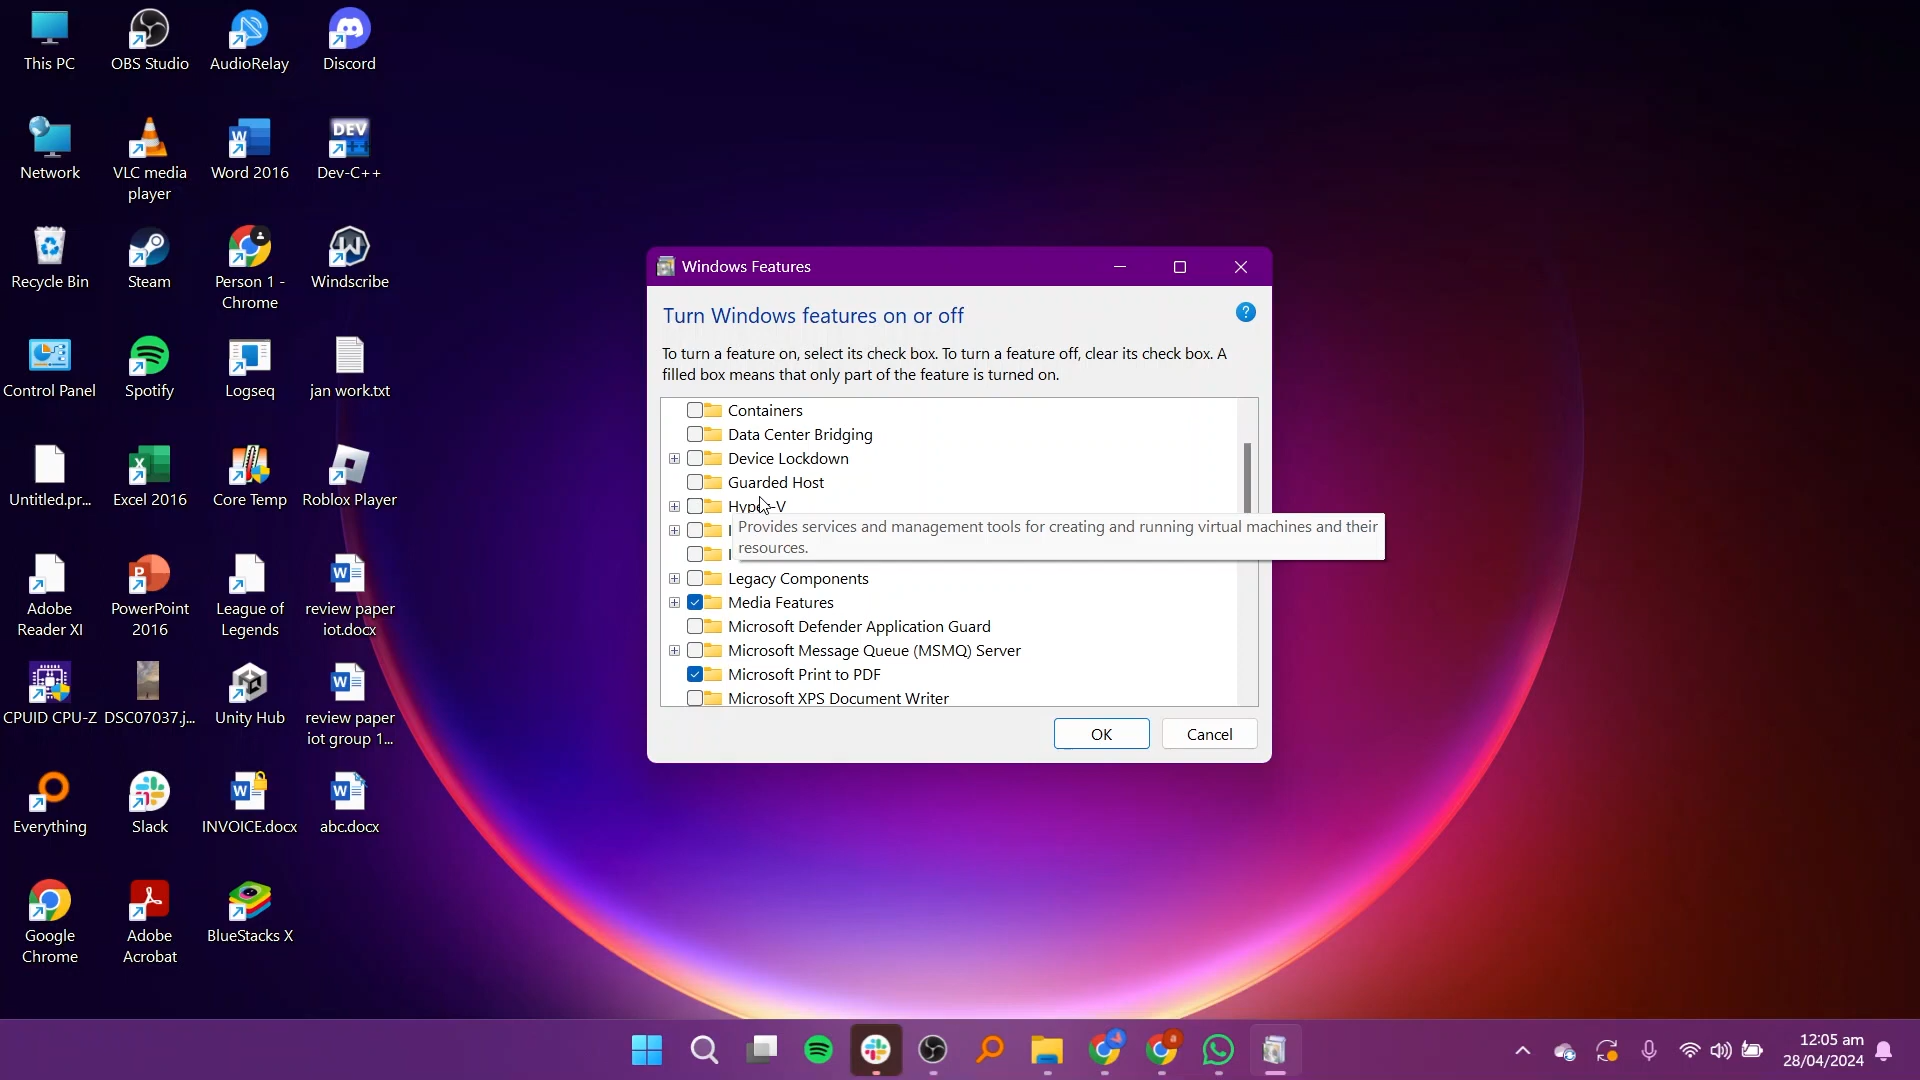 This PC
OBS Studio
AudioRelay
Discord
Network
VLC media
player
Word 2016
DEV
Dev-C++
Recycle Bin
Steam
Person 1 -
Chrome
Windscribe
Control Panel
Spotify
Logseq
jan work.txt
Untitled.pr...
Excel 2016
Core Temp
Roblox Player
Adobe
Reader XI
PowerPoint
2016
League of
Legends
review paper
iot.docx
CPUID CPU-Z
DSC07037.j...
Unity Hub
review paper
iot group 1...
Everything
Slack
INVOICE.docx
abc.docx
Google
Chrome
Adobe
Acrobat
BlueStacks X
Windows Features
Turn Windows features on or off
To turn a feature on, select its check box. To turn a feature off, clear its check box. A
filled box means that only part of the feature is turned on.
Containers
Data Center Bridging
Device Lockdown
Guarded Host
Hyper-V
Provides services and management tools for creating and running virtual machines and their
resources.
Legacy Components
Media Features
Microsoft Defender Application Guard
Microsoft Message Queue (MSMQ) Server
Microsoft Print to PDF
Microsoft XPS Document Writer
OK
Cancel
12:05 am
28/04/2024